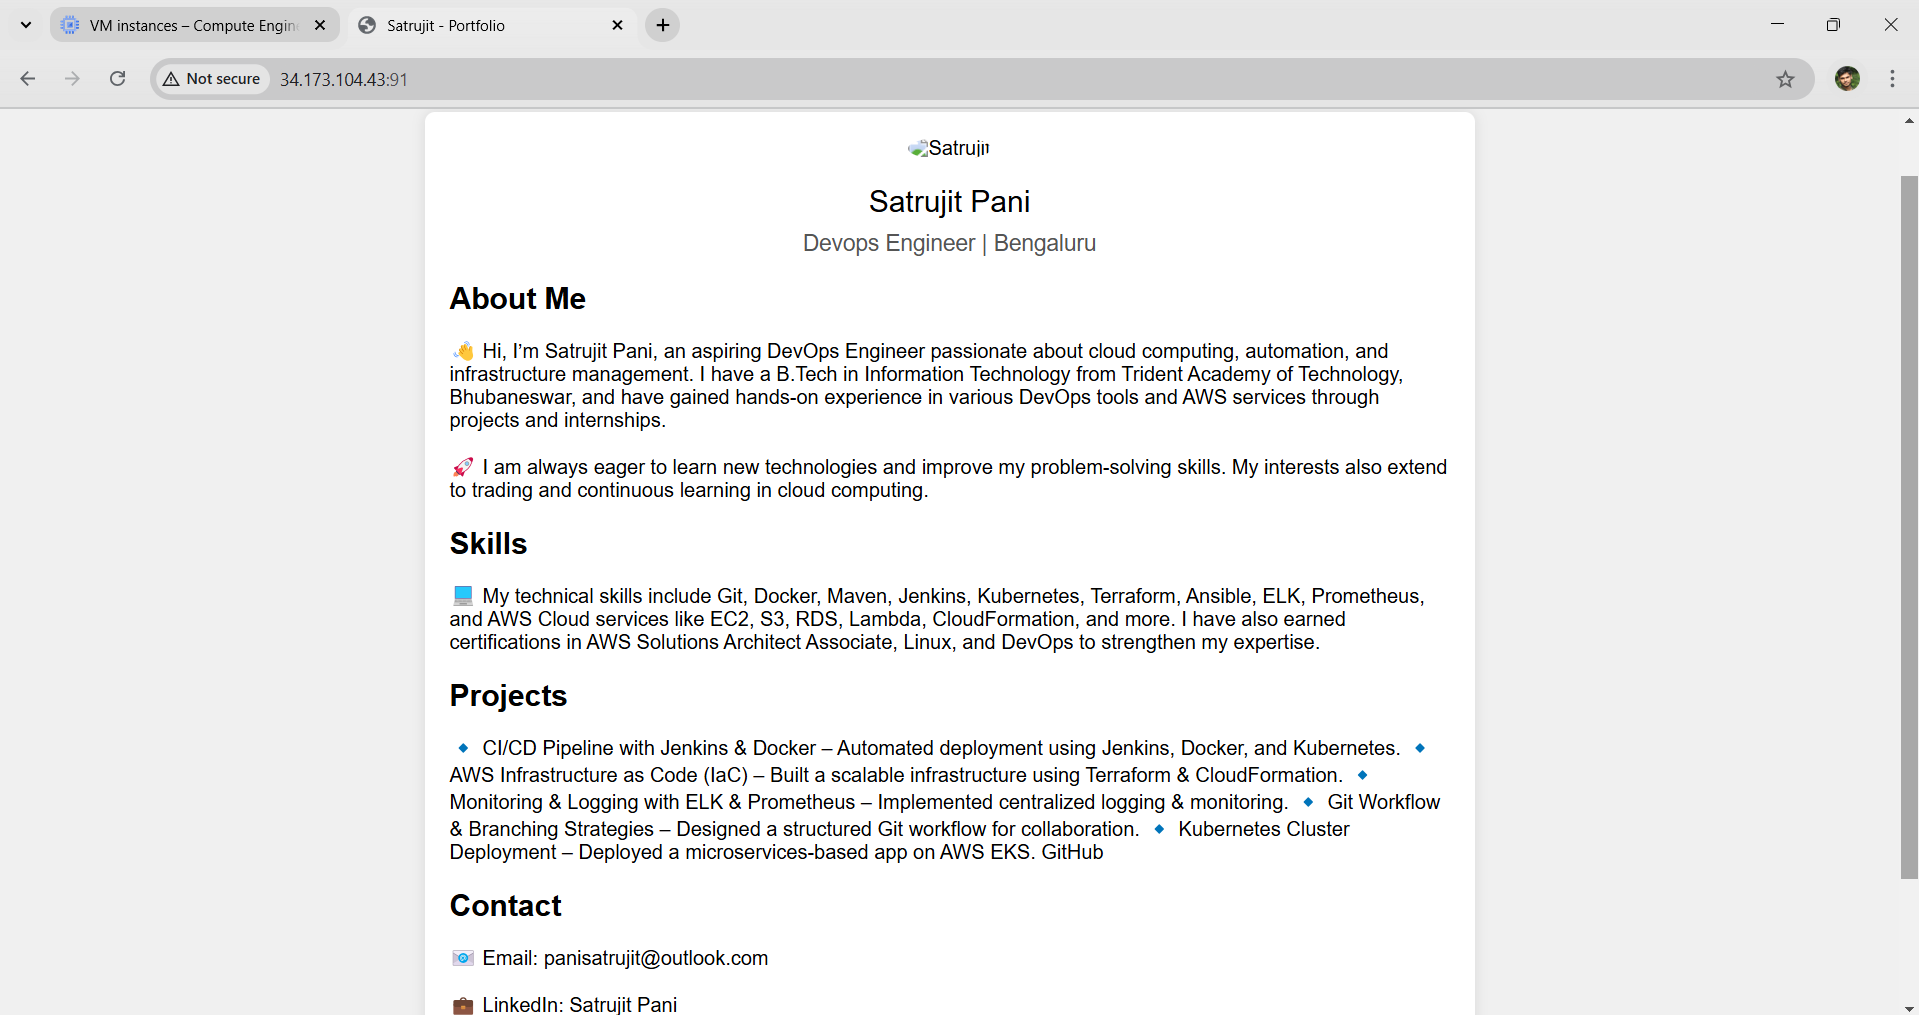 VM instances – Compute Engin
Satrujit - Portfolio
Not secure
34.173.104.43:91
Satrujit
Satrujit Pani
Devops Engineer | Bengaluru
About Me
👋 Hi, I’m Satrujit Pani, an aspiring DevOps Engineer passionate about cloud computing, automation, and
infrastructure management. I have a B.Tech in Information Technology from Trident Academy of Technology,
Bhubaneswar, and have gained hands-on experience in various DevOps tools and AWS services through
projects and internships.
🚀 I am always eager to learn new technologies and improve my problem-solving skills. My interests also extend
to trading and continuous learning in cloud computing.
Skills
💻 My technical skills include Git, Docker, Maven, Jenkins, Kubernetes, Terraform, Ansible, ELK, Prometheus,
and AWS Cloud services like EC2, S3, RDS, Lambda, CloudFormation, and more. I have also earned
certifications in AWS Solutions Architect Associate, Linux, and DevOps to strengthen my expertise.
Projects
🔹 CI/CD Pipeline with Jenkins & Docker – Automated deployment using Jenkins, Docker, and Kubernetes. 🔹
AWS Infrastructure as Code (IaC) – Built a scalable infrastructure using Terraform & CloudFormation. 🔹
Monitoring & Logging with ELK & Prometheus – Implemented centralized logging & monitoring. 🔹 Git Workflow
& Branching Strategies – Designed a structured Git workflow for collaboration. 🔹 Kubernetes Cluster
Deployment – Deployed a microservices-based app on AWS EKS. GitHub
Contact
📧 Email: panisatrujit@outlook.com
💼 LinkedIn: Satrujit Pani